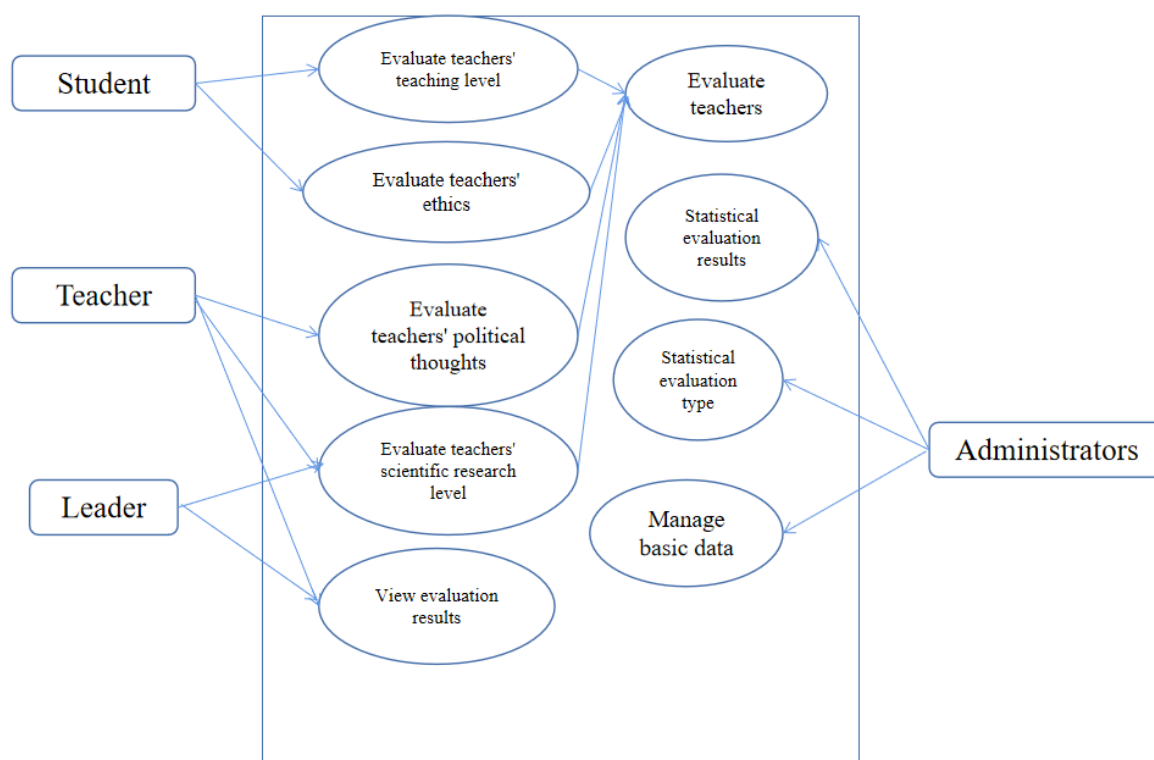 Student
Evaluate teachers'
teaching level
Evaluate
teachers
Evaluate teachers'
ethics
Statistical
evaluation
results
Teacher
Evaluate
teachers' political
thoughts
Statistical
evaluation
type
Evaluate teachers'
scientific research
level
Administrators
Leader
Manage
basic data
View evaluation
results